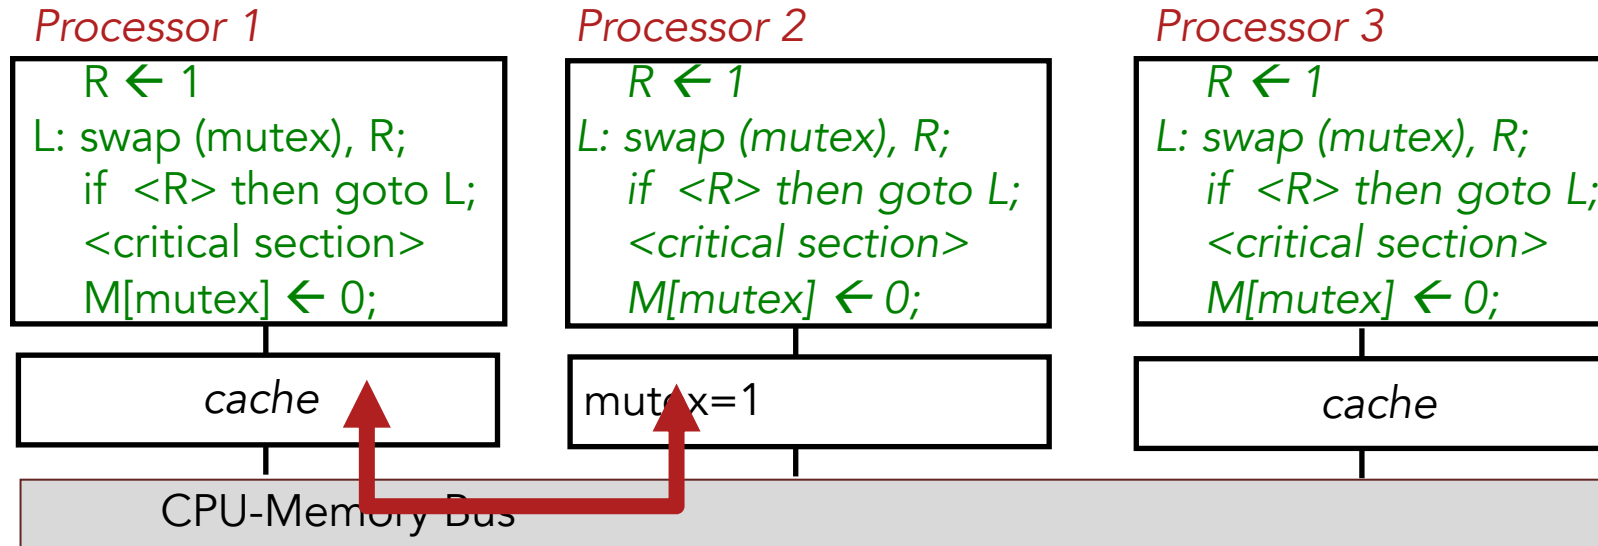 Processor 1
R ← 1
L: swap (mutex), R;
if <R> then goto L;
<critical section>
M[mutex] ← 0;
cache
Processor 2
R ← 1
L: swap (mutex), R;
if <R> then goto L;
<critical section>
M[mutex] ← 0;
mutex=1
Processor 3
R ← 1
L: swap (mutex), R;
if <R> then goto L;
<critical section>
M[mutex] ← 0;
cache
CPU-Memory Bus